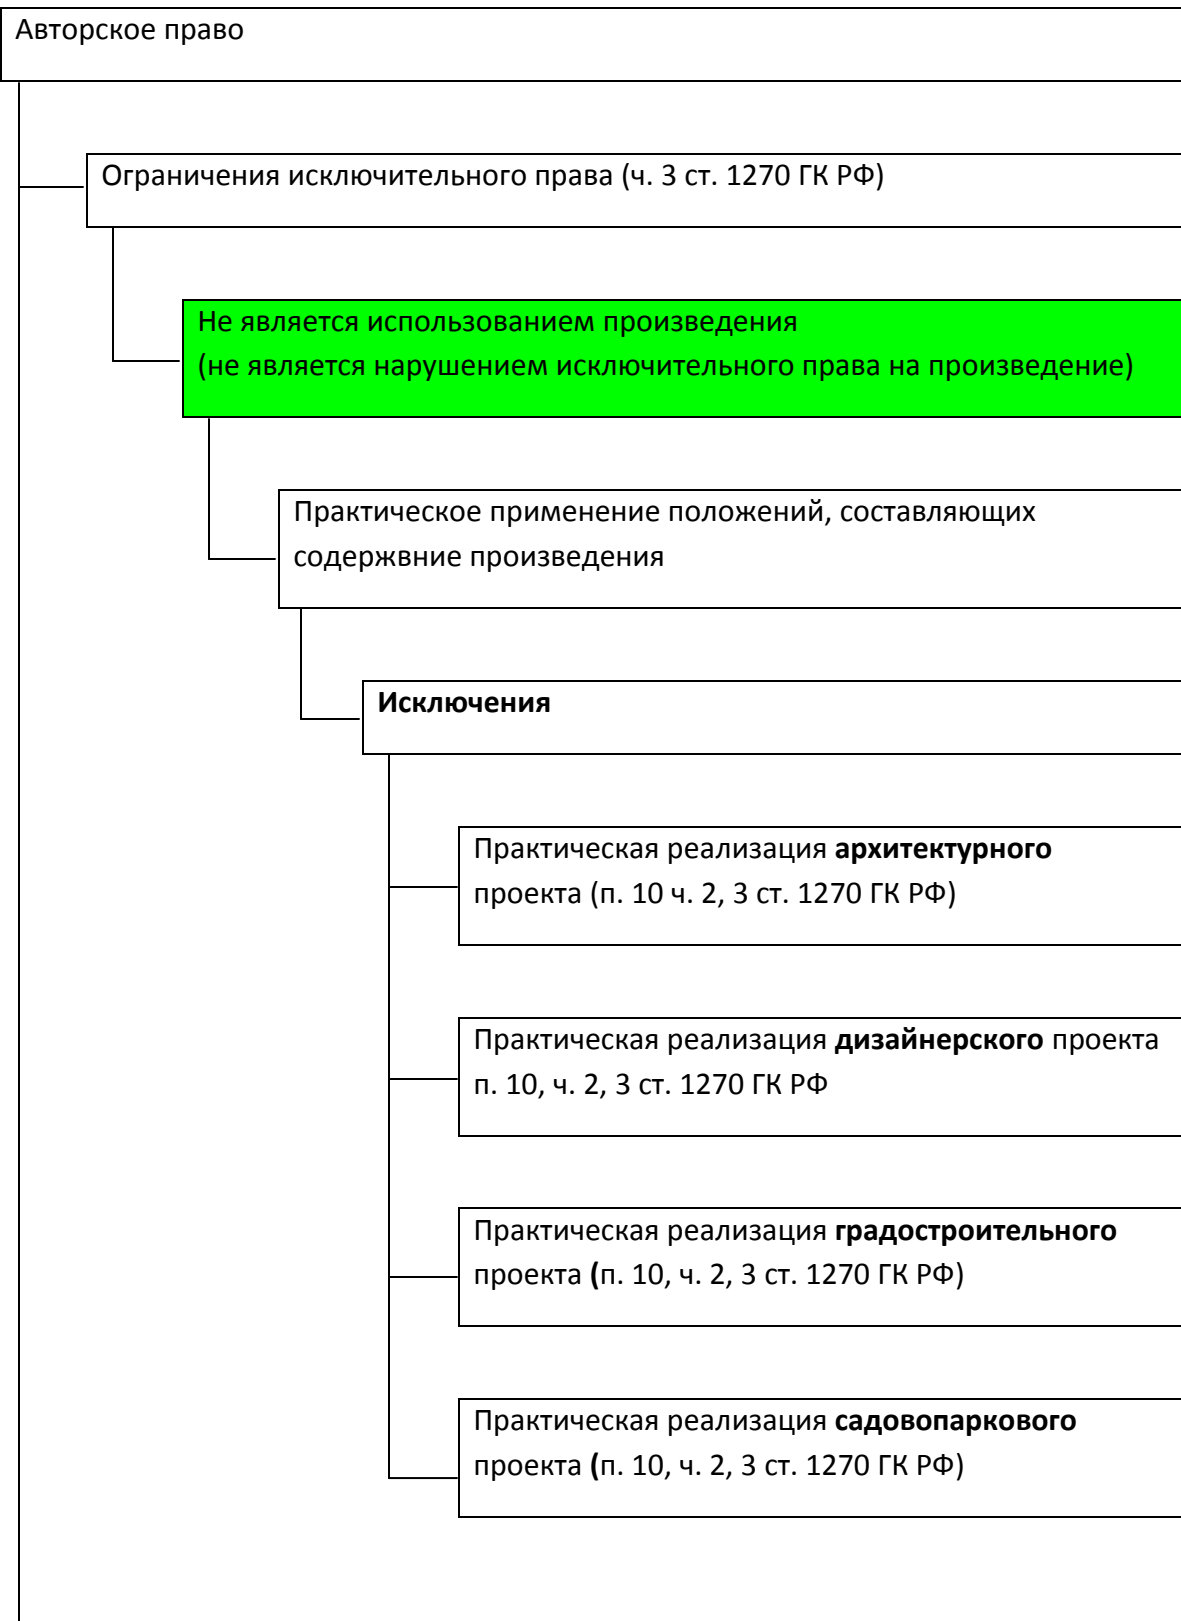 Авторское право
Ограничения исключительного права (ч. 3 ст. 1270 ГК РФ)
Не является использованием произведения
(не является нарушением исключительного права на произведение)
Практическое применение положений, составляющих
содержвние произведения
Исключения
Практическая реализация архитектурного
проекта (п. 10 ч. 2, 3 ст. 1270 ГК РФ)
Практическая реализация дизайнерского проекта
п. 10, ч. 2, 3 ст. 1270 ГК РФ
Практическая реализация градостроительного
проекта (п. 10, ч. 2, 3 ст. 1270 ГК РФ)
Практическая реализация садовопаркового
проекта (п. 10, ч. 2, 3 ст. 1270 ГК РФ)